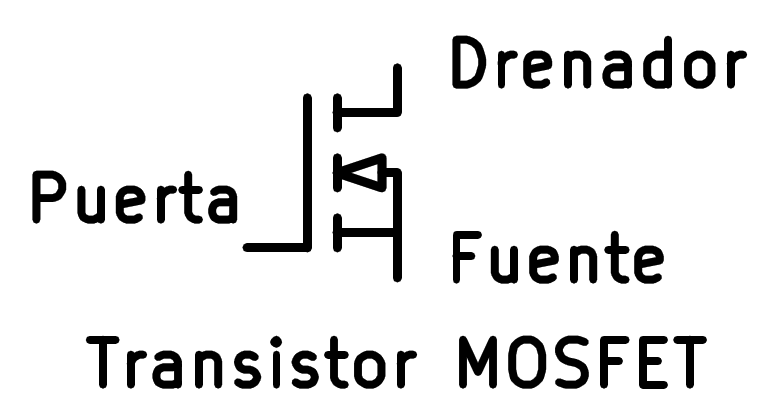 Drenador
Puerta
Fuente
Transistor MOSFET